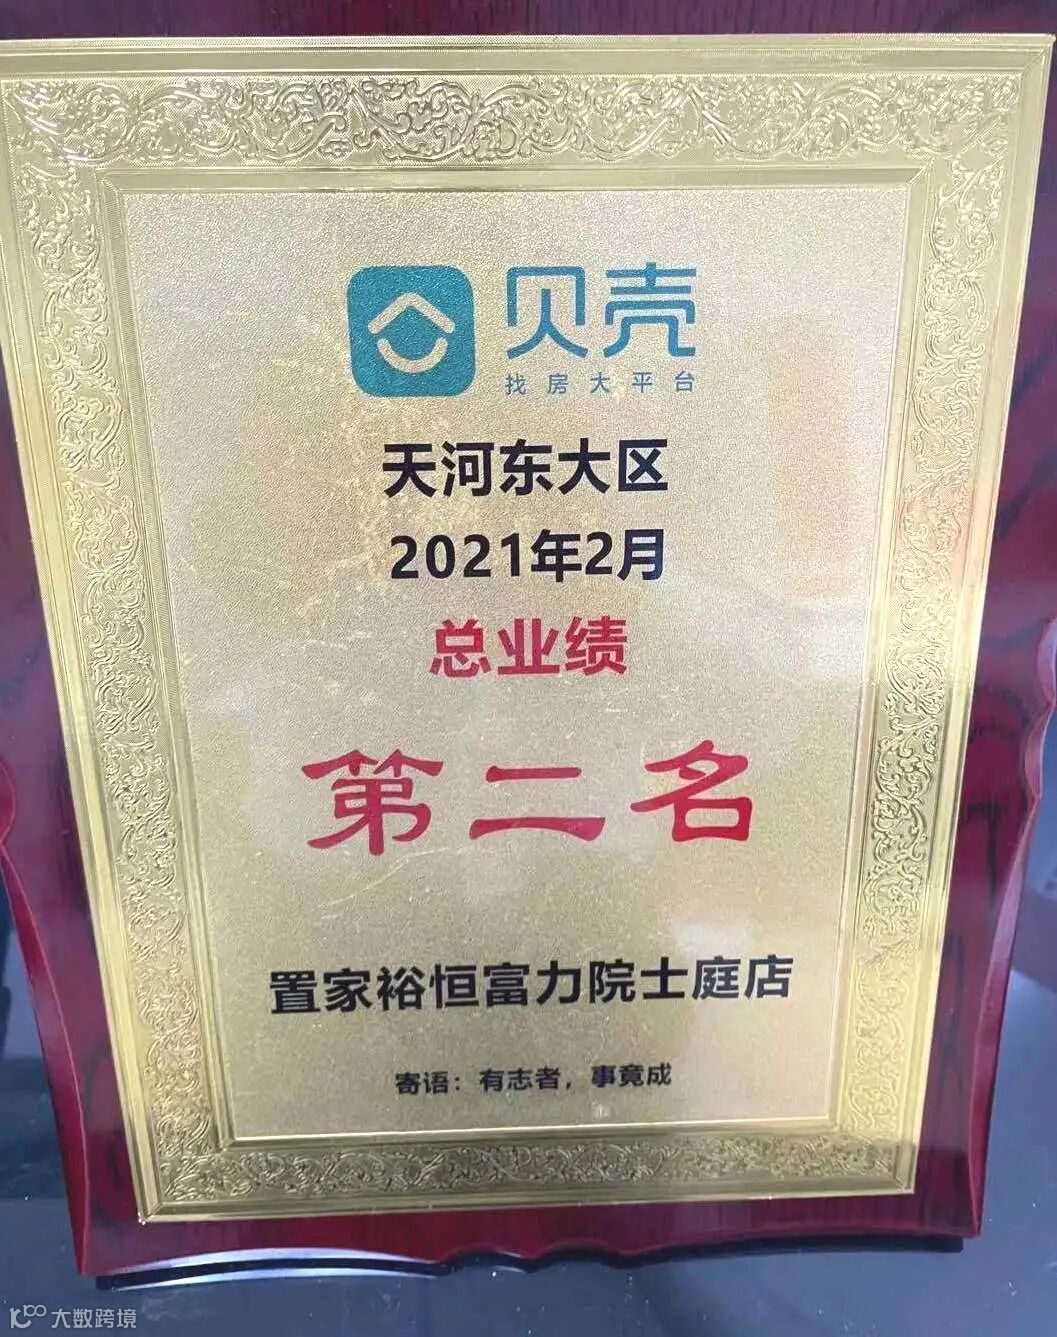 贝壳
找房大平台
天河东大区
2021年2月
总业绩
第二名
置家裕恒富力院士庭店
寄语：有志者，事竟成
大数跨境